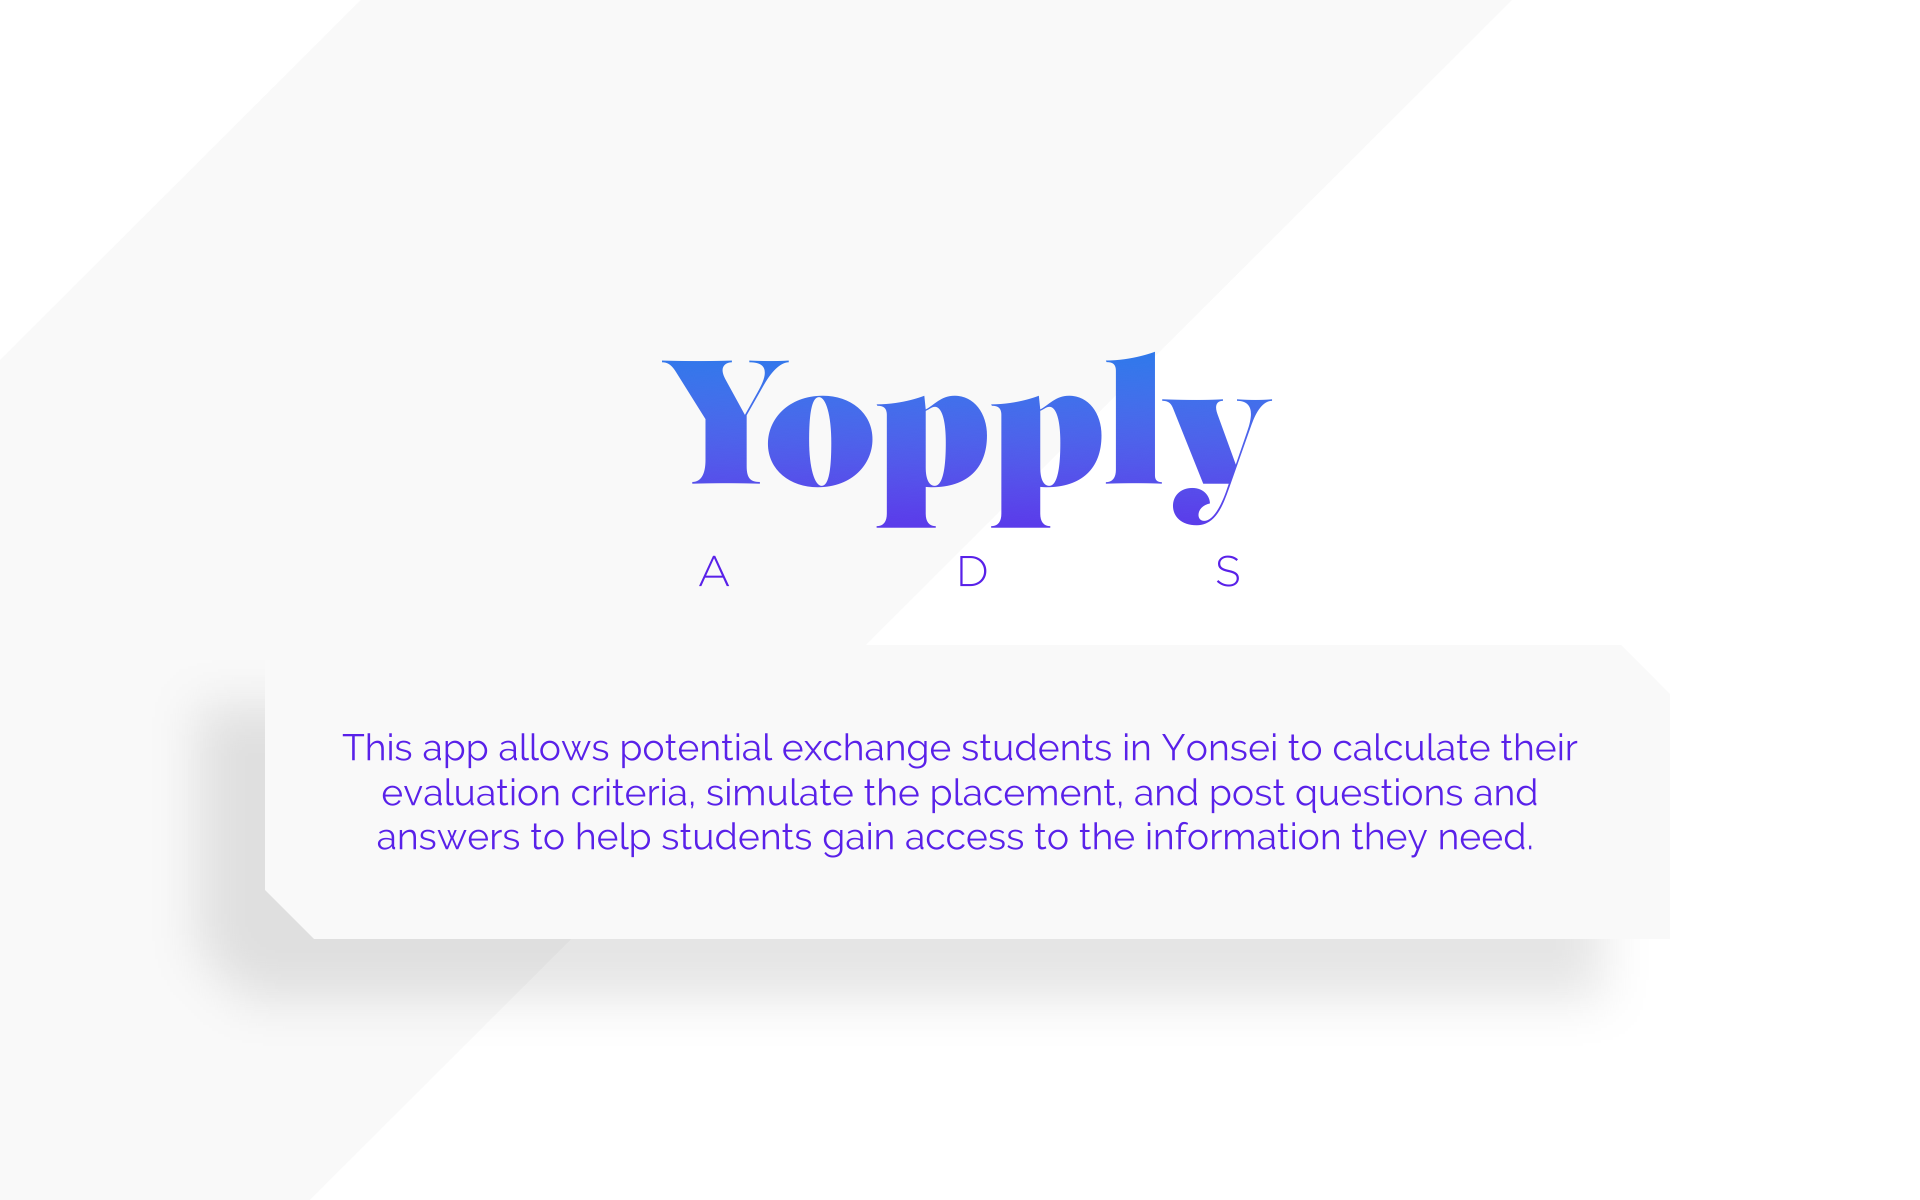 Yopply
A D S
This app allows potential exchange students in Yonsei to calculate their
evaluation criteria, simulate the placement, and post questions and
answers to help students gain access to the information they need.